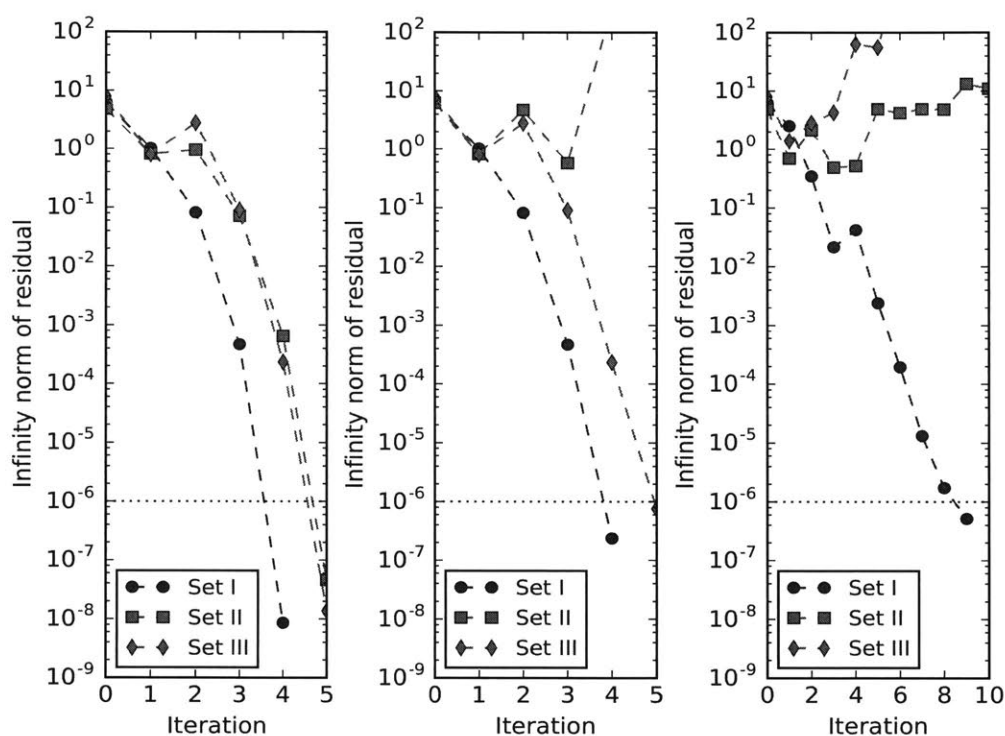 10^2
10^1
10^0
10^-1
10^-2
10^-3
10^-4
10^-5
10^-6
10^-7
10^-8
10^-9
Infinity norm of residual
Set I
Set II
Set III
0 1 2 3 4 5
Iteration
10^2
10^1
10^0
10^-1
10^-2
10^-3
10^-4
10^-5
10^-6
10^-7
10^-8
10^-9
Infinity norm of residual
Set I
Set II
Set III
0 1 2 3 4 5
Iteration
10^2
10^1
10^0
10^-1
10^-2
10^-3
10^-4
10^-5
10^-6
10^-7
10^-8
10^-9
Infinity norm of residual
Set I
Set II
Set III
0 2 4 6 8 10
Iteration